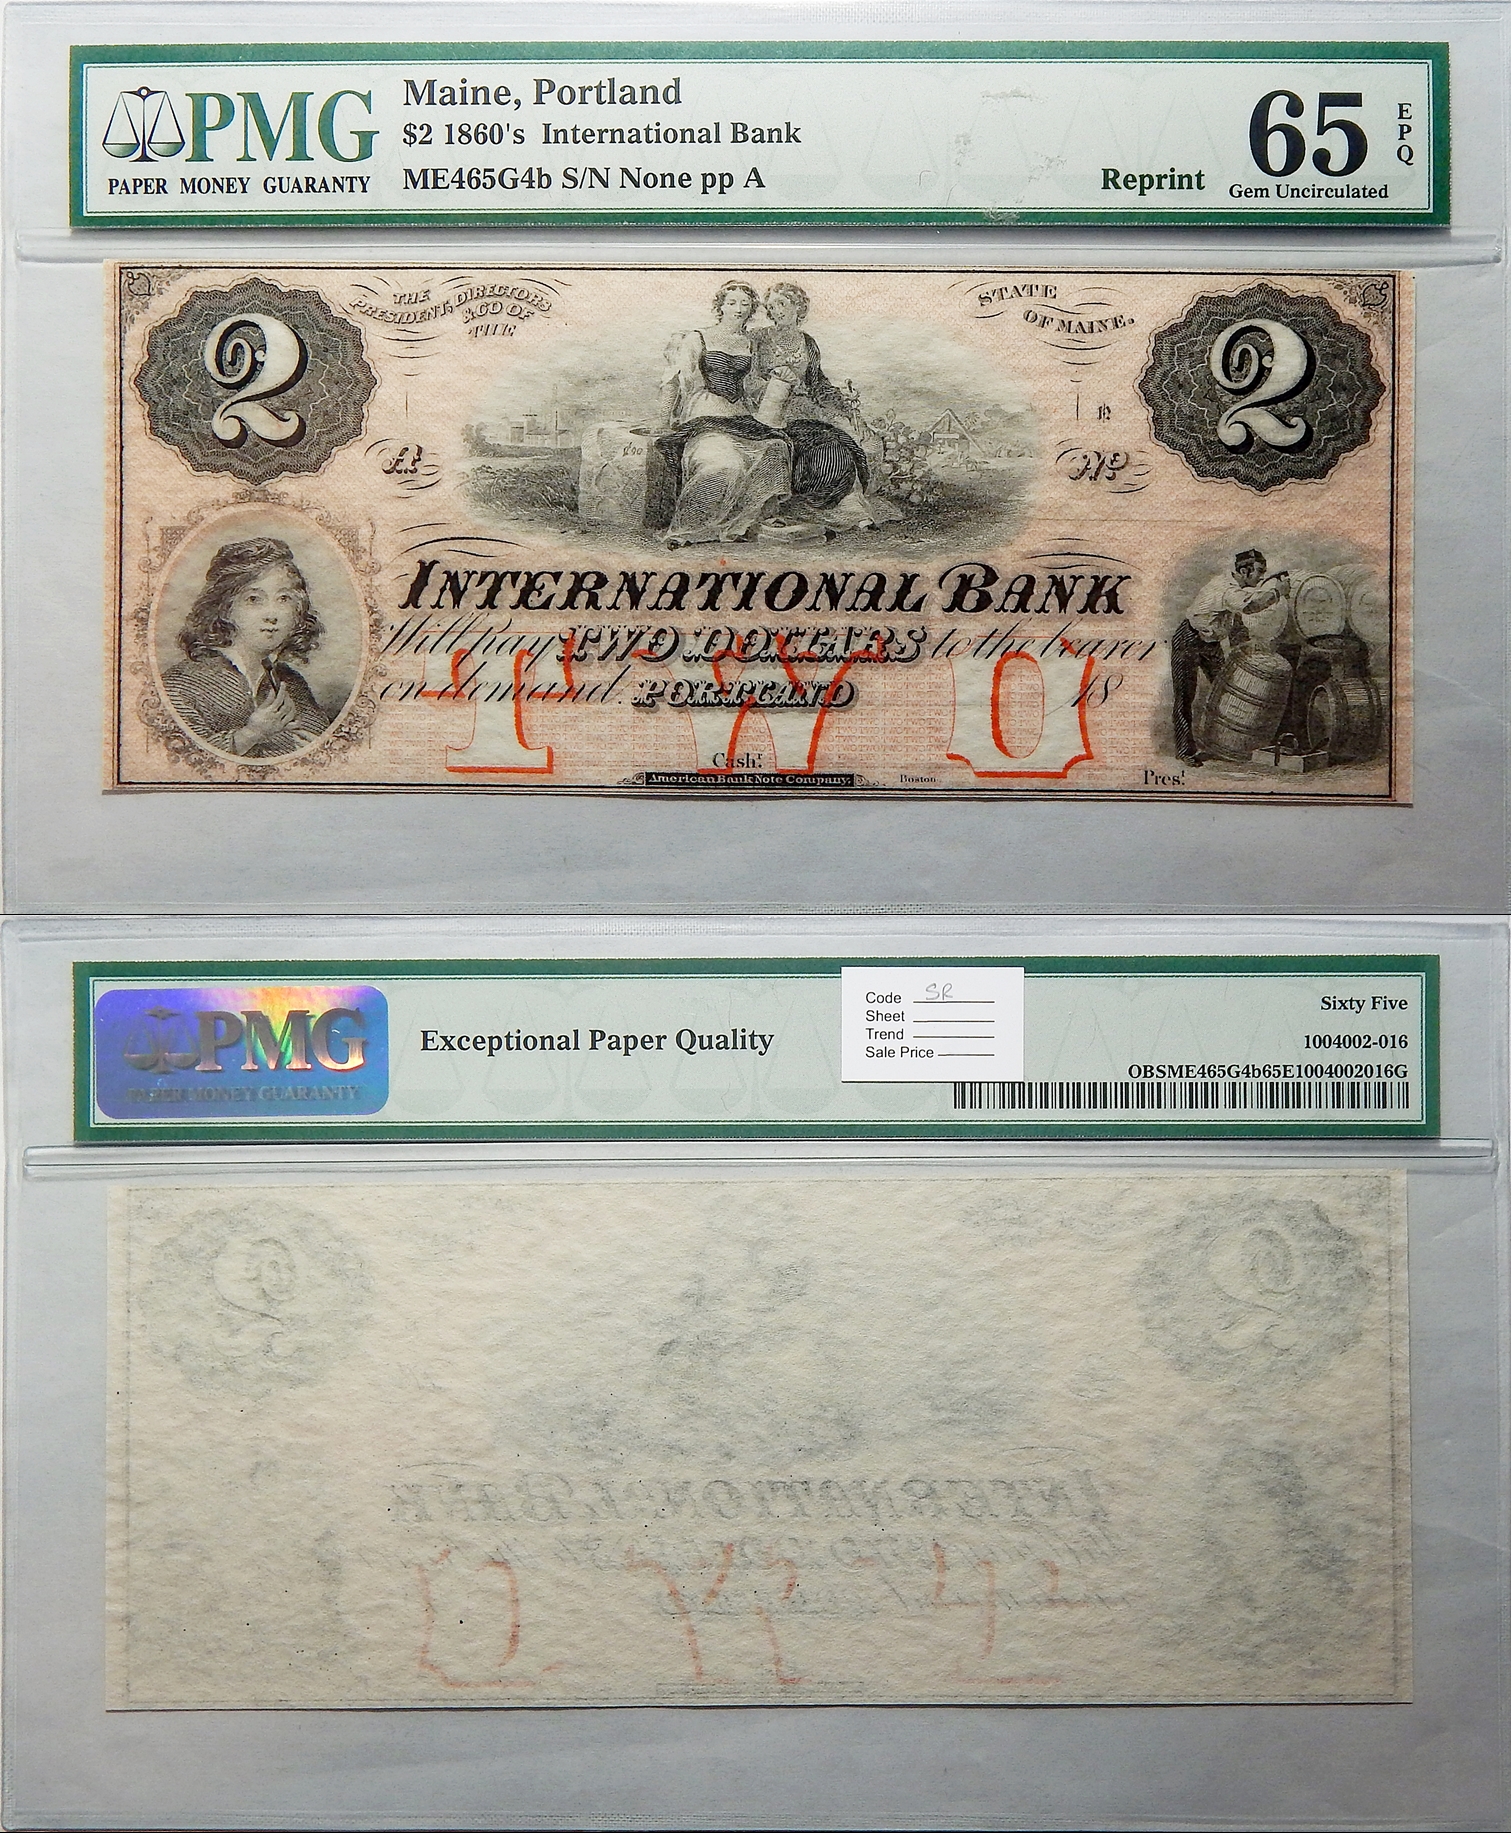 PMG
PAPER MONEY GUARANTY
Maine, Portland
$2 1860's International Bank
ME465G4b S/N None pp A
Reprint
65
EPQ
Gem Uncirculated
2
THE
PRESIDENT, DIRECTORS
& CO OF
THE
STATE
OF MAINE.
2
A
No
INTERNATIONAL BANK
Will Pay TWO DOLLARS to the bearer
on demand. PORTLAND 18
TWO
Cash.r
American Bank Note Company.
Boston
Pres.t
PMG
PAPER MONEY GUARANTY
Exceptional Paper Quality
Code SR
Sheet
Trend
Sale Price
Sixty Five
1004002-016
OBSME465G4b65E1004002016G